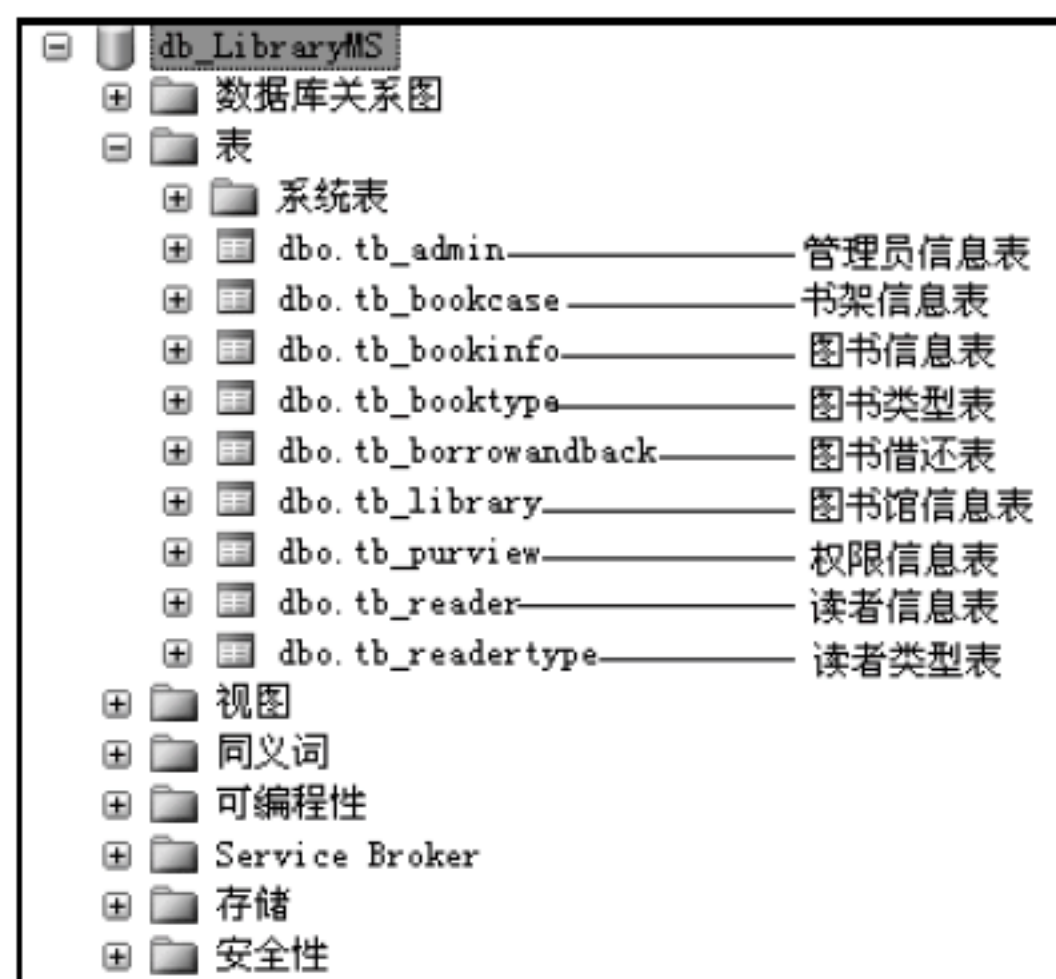 db_LibraryMS
数据库关系图
表
系统表
dbo.tb_admin 管理员信息表
dbo.tb_bookcase 书架信息表
dbo.tb_bookinfo 图书信息表
dbo.tb_booktype 图书类型表
dbo.tb_borrowandback 图书借还表
dbo.tb_library 图书馆信息表
dbo.tb_purview 权限信息表
dbo.tb_reader 读者信息表
dbo.tb_readertype 读者类型表
视图
同义词
可编程性
Service Broker
存储
安全性